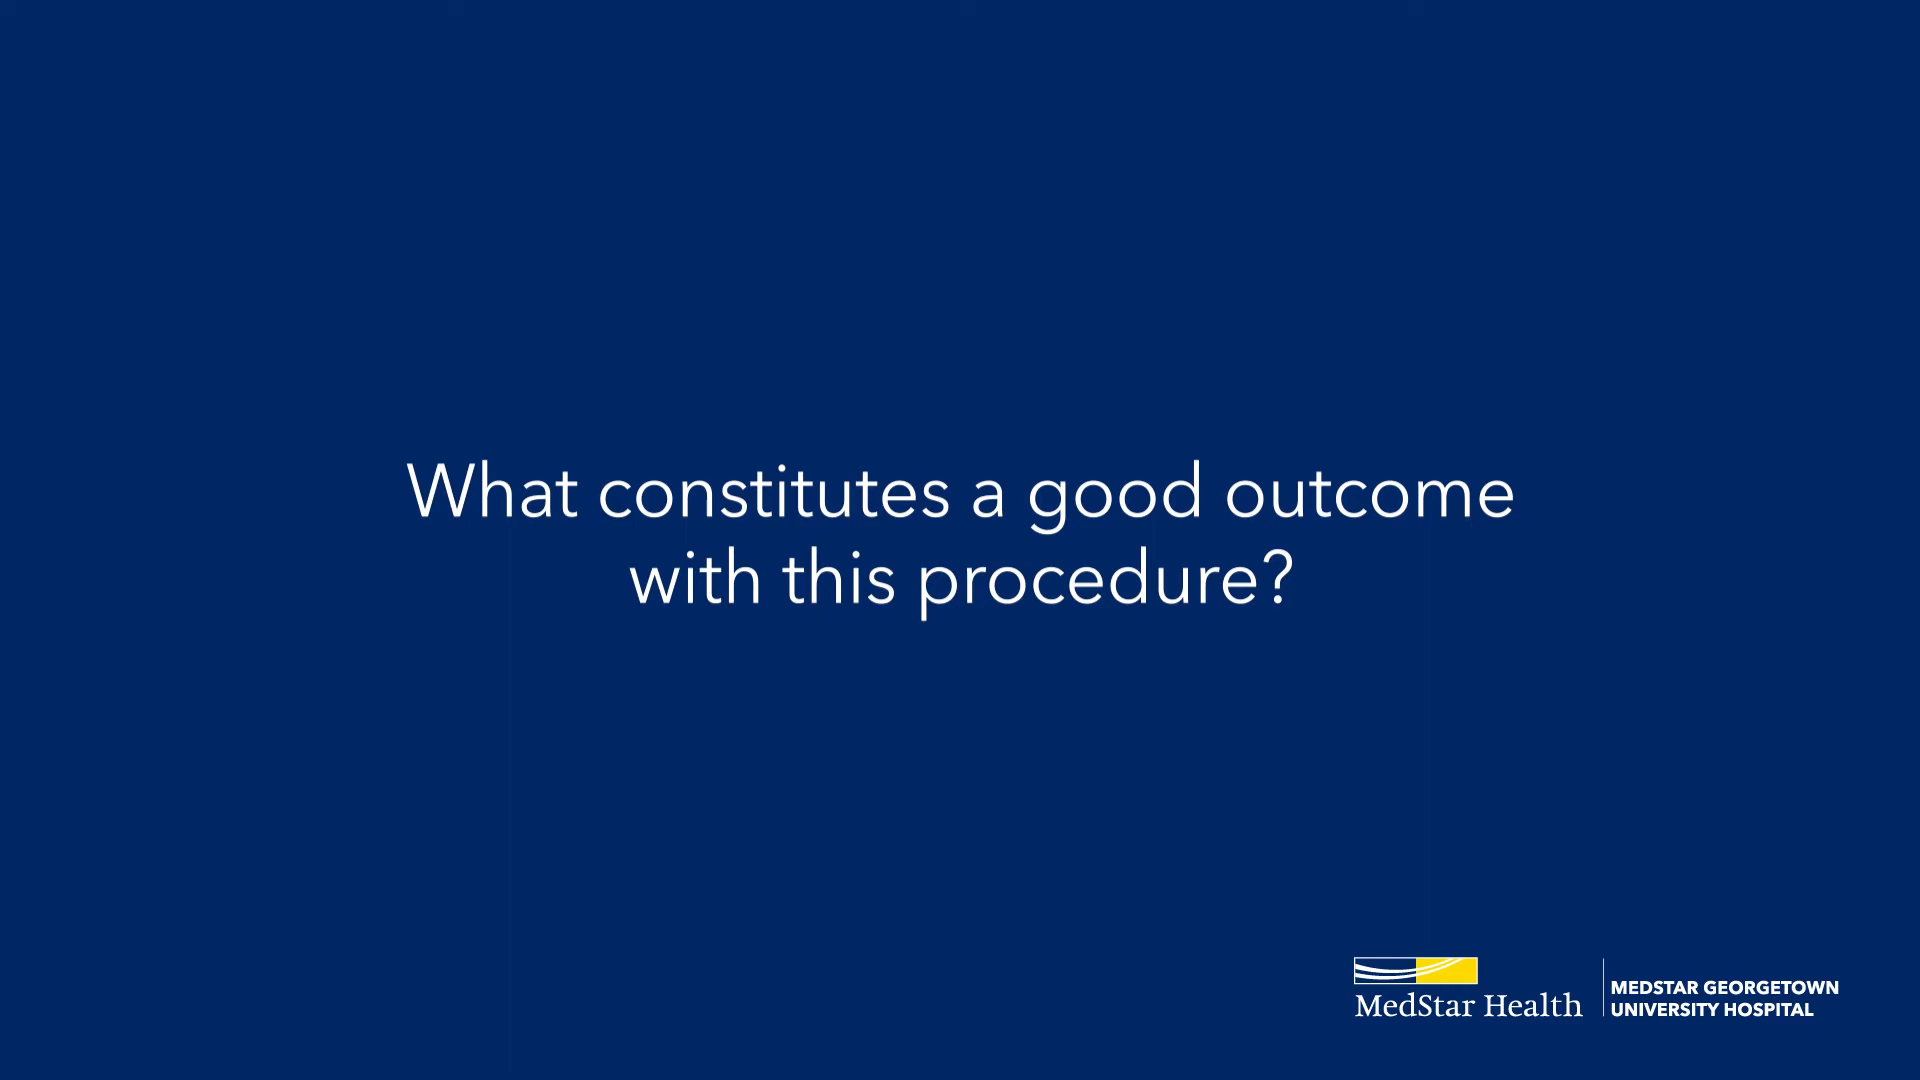 What constitutes a good outcome
with this procedure?
MedStar Health
MEDSTAR GEORGETOWN
UNIVERSITY HOSPITAL